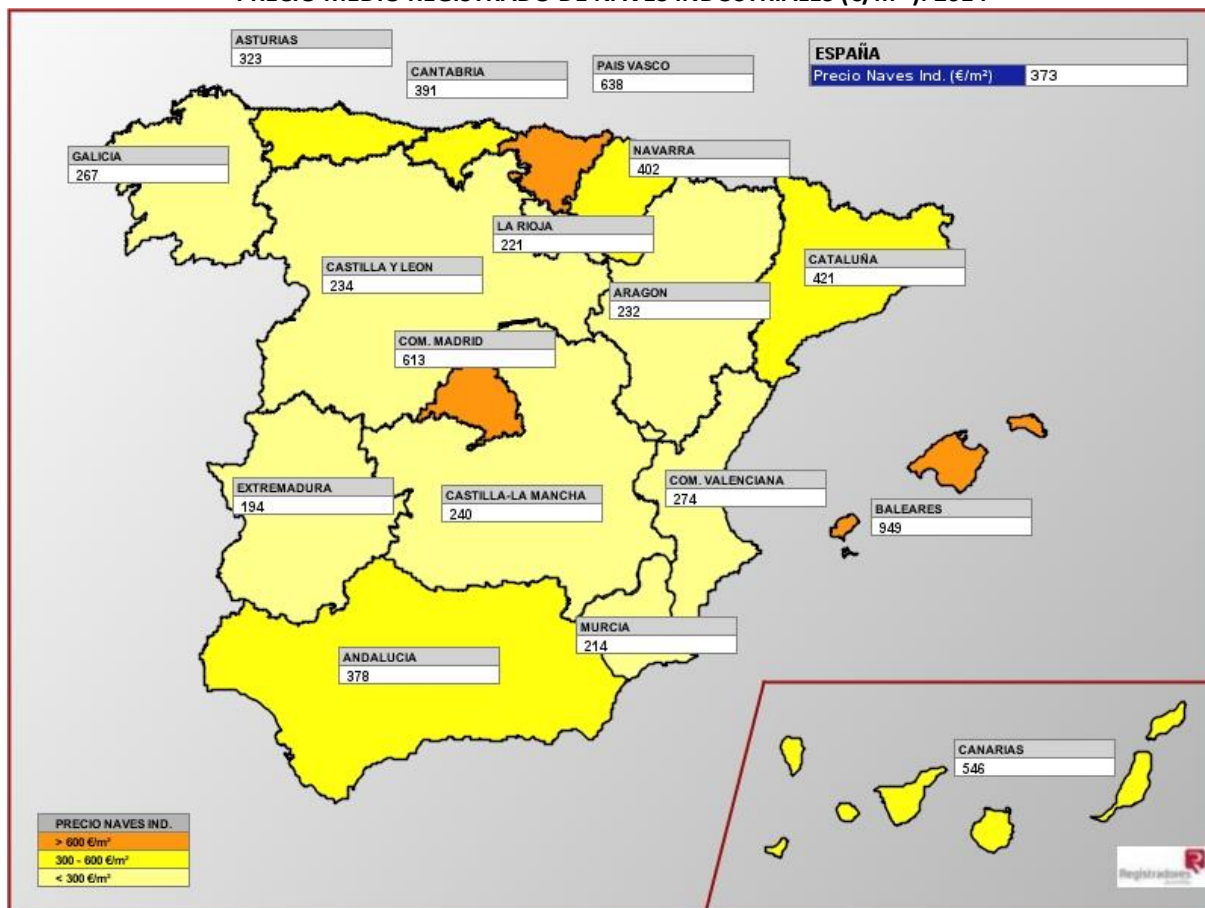 ASTURIAS
323
CANTABRIA
391
PAIS VASCO
638
ESPAÑA
Precio Naves Ind. (€/m²) 373
GALICIA
267
NAVARRA
402
LA RIOJA
221
CASTILLA Y LEON
234
CATALUÑA
421
ARAGON
232
COM. MADRID
613
EXTREMADURA
194
CASTILLA-LA MANCHA
240
COM. VALENCIANA
274
BALEARES
949
MURCIA
214
ANDALUCIA
378
CANARIAS
546
PRECIO NAVES IND.
> 600 €/m²
300 - 600 €/m²
< 300 €/m²
Registradores